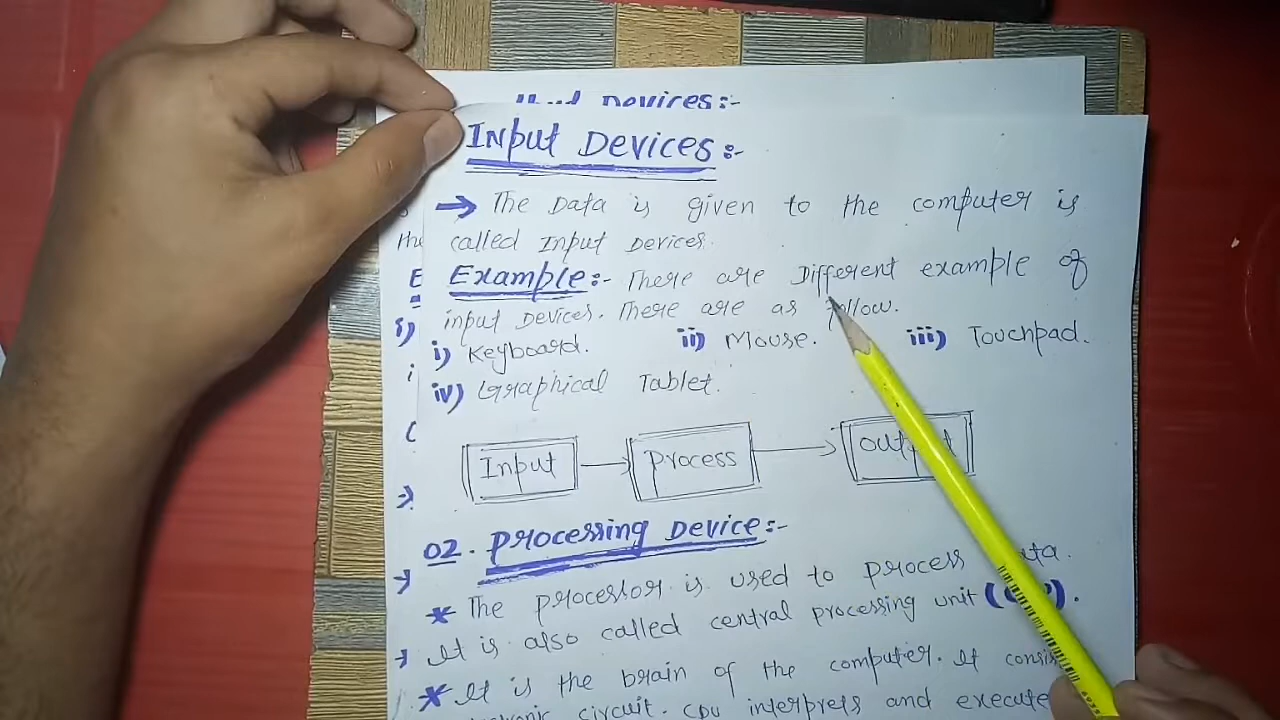 Devices:-
Input Devices:-
→ The Data is given to the computer is
the called Input Devices.
Example:- There are Different example of
input Devices. There are as follow.
i) Keyboard. ii) Mouse. iii) Touchpad.
iv) Graphical Tablet.
Input → Process → Output
02. Processing Device:-
* The processor is used to process
It is also called central processing unit
* It is the brain of the computer. It
circuit. CPU interprets and execute